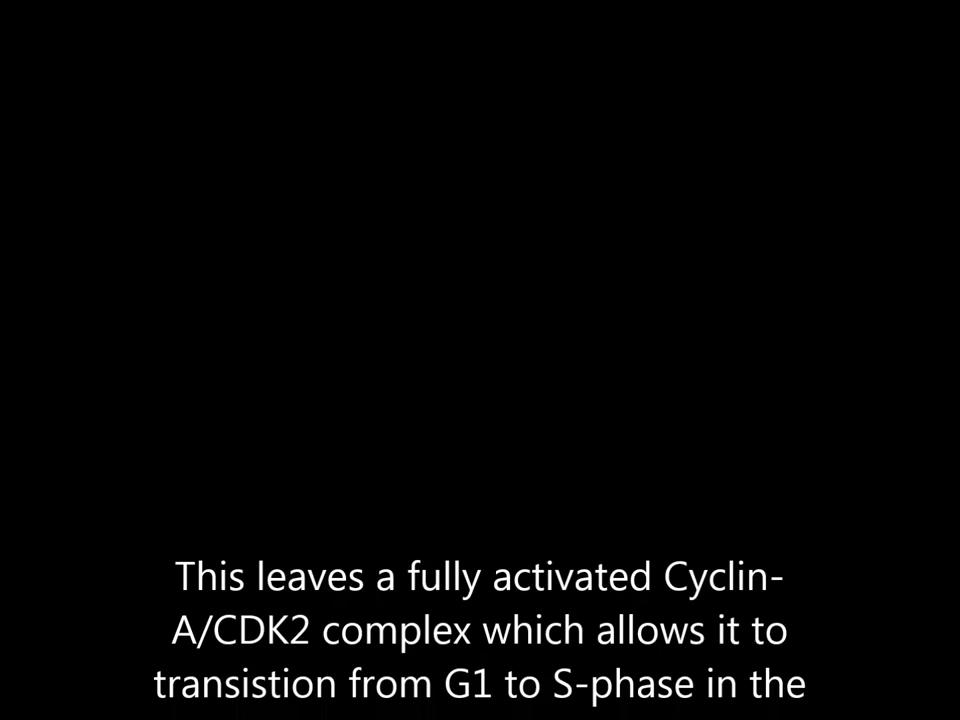 This leaves a fully activated Cyclin-
A/CDK2 complex which allows it to
transistion from G1 to S-phase in the